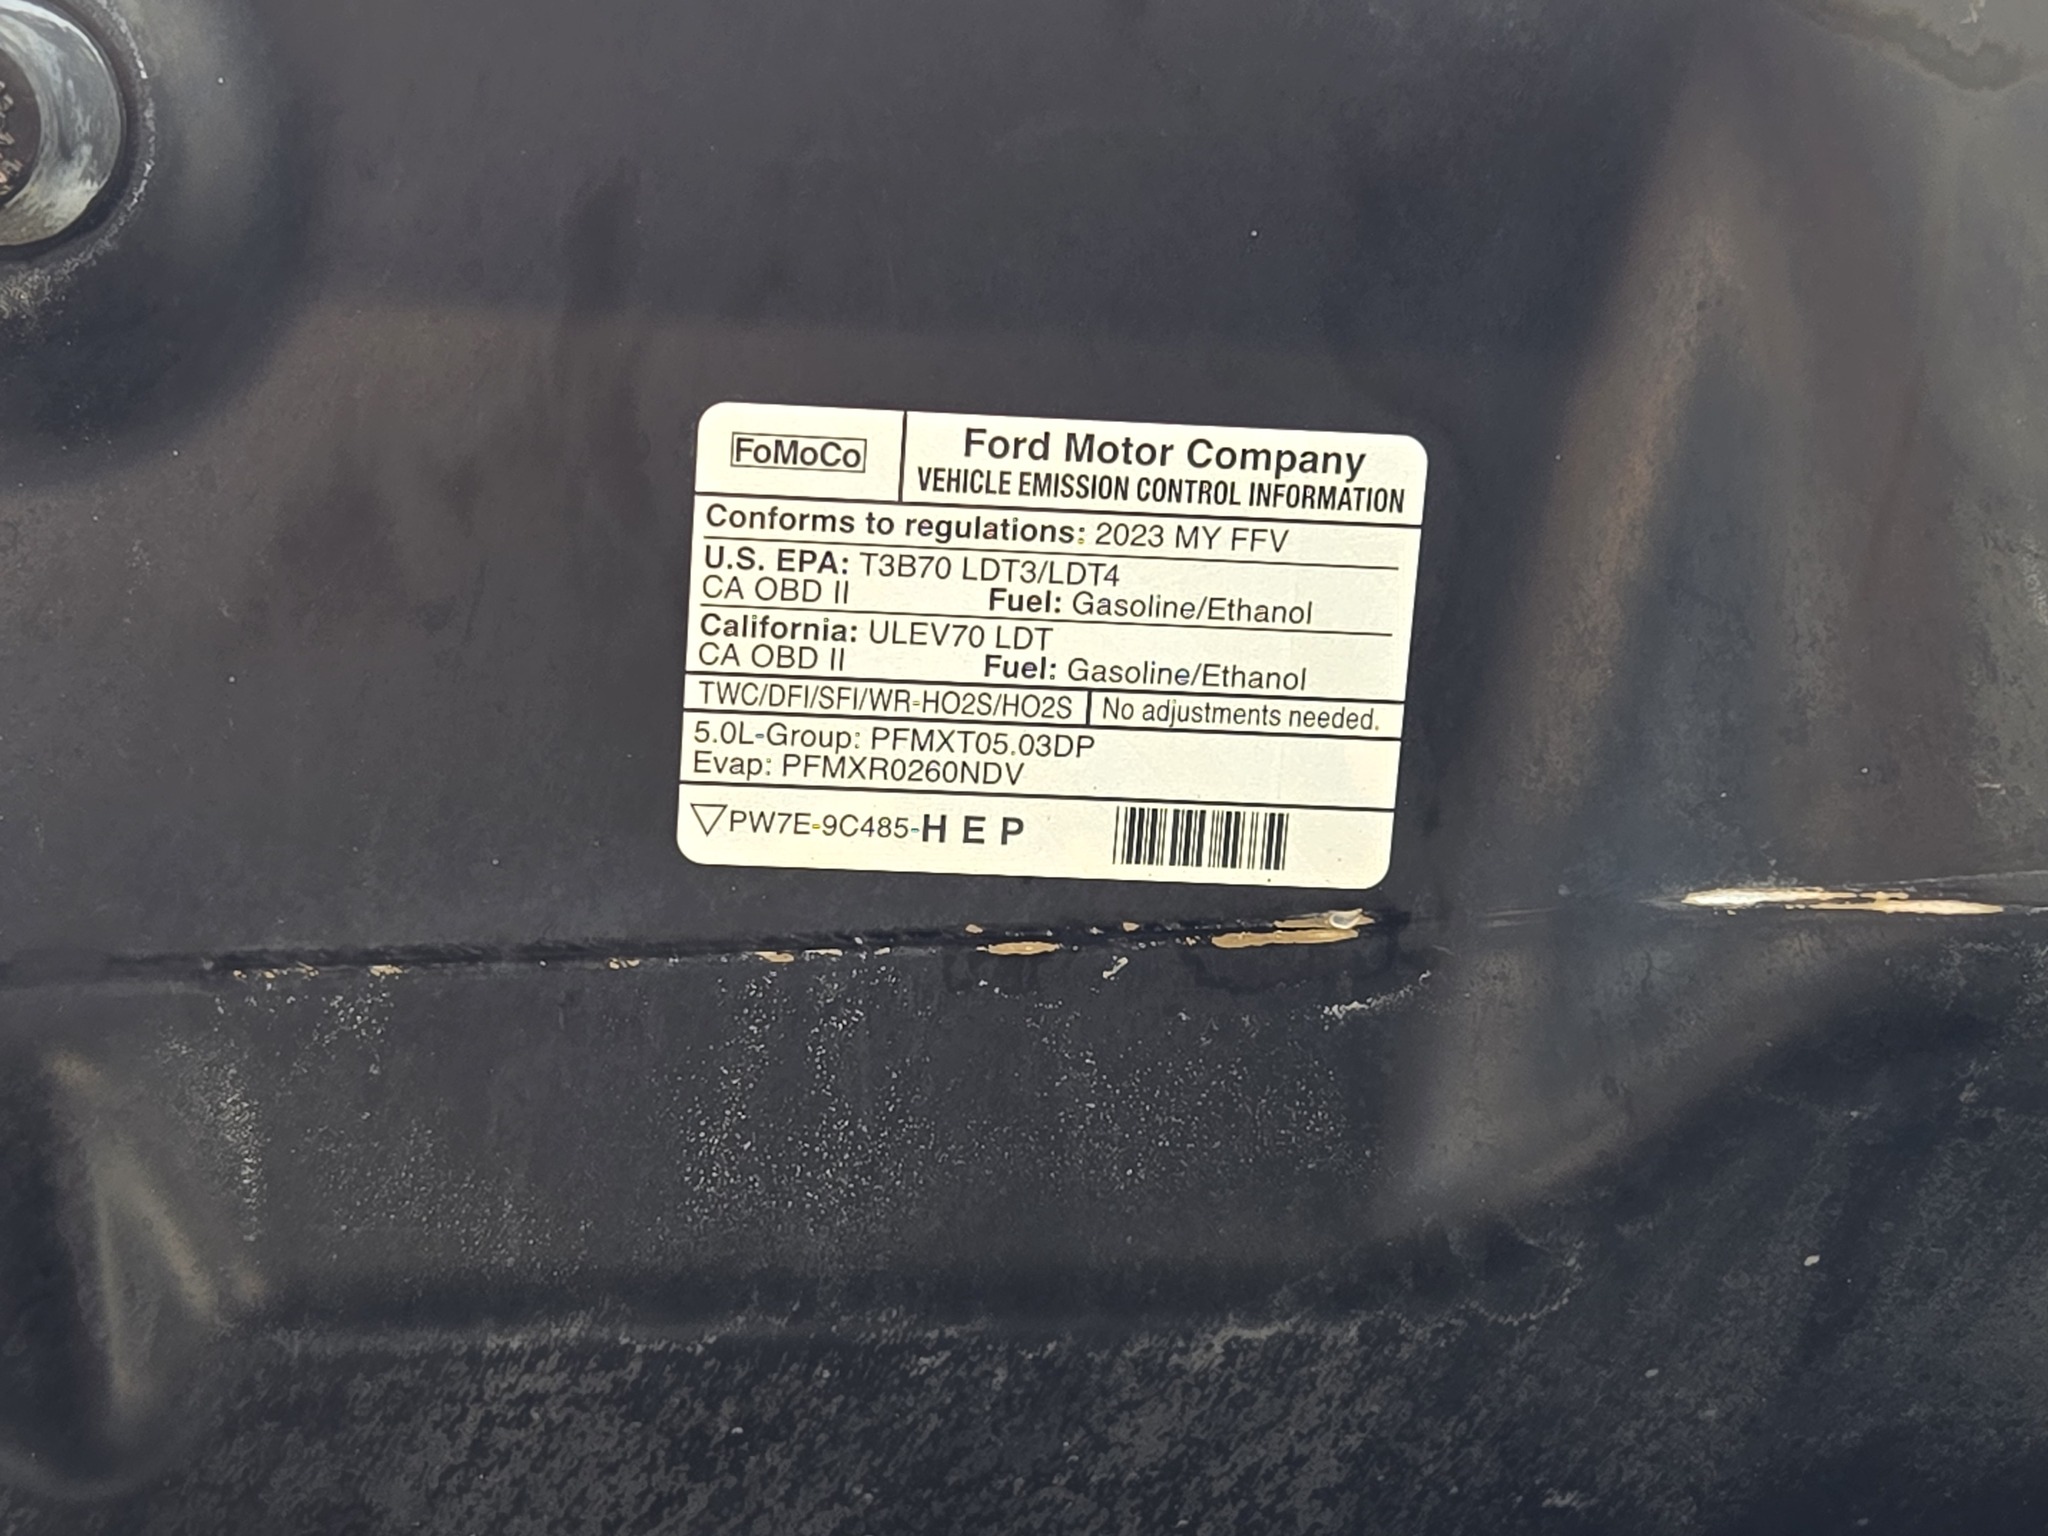 FoMoCo
Ford Motor Company
VEHICLE EMISSION CONTROL INFORMATION
Conforms to regulations: 2023 MY FFV
U.S. EPA: T3B70 LDT3/LDT4
CA OBD II Fuel: Gasoline/Ethanol
California: ULEV70 LDT
CA OBD II Fuel: Gasoline/Ethanol
TWC/DFI/SFI/WR-HO2S/HO2S No adjustments needed.
5.0L-Group: PFMXT05.03DP
Evap: PFMXR0260NDV
PW7E-9C485-H E P